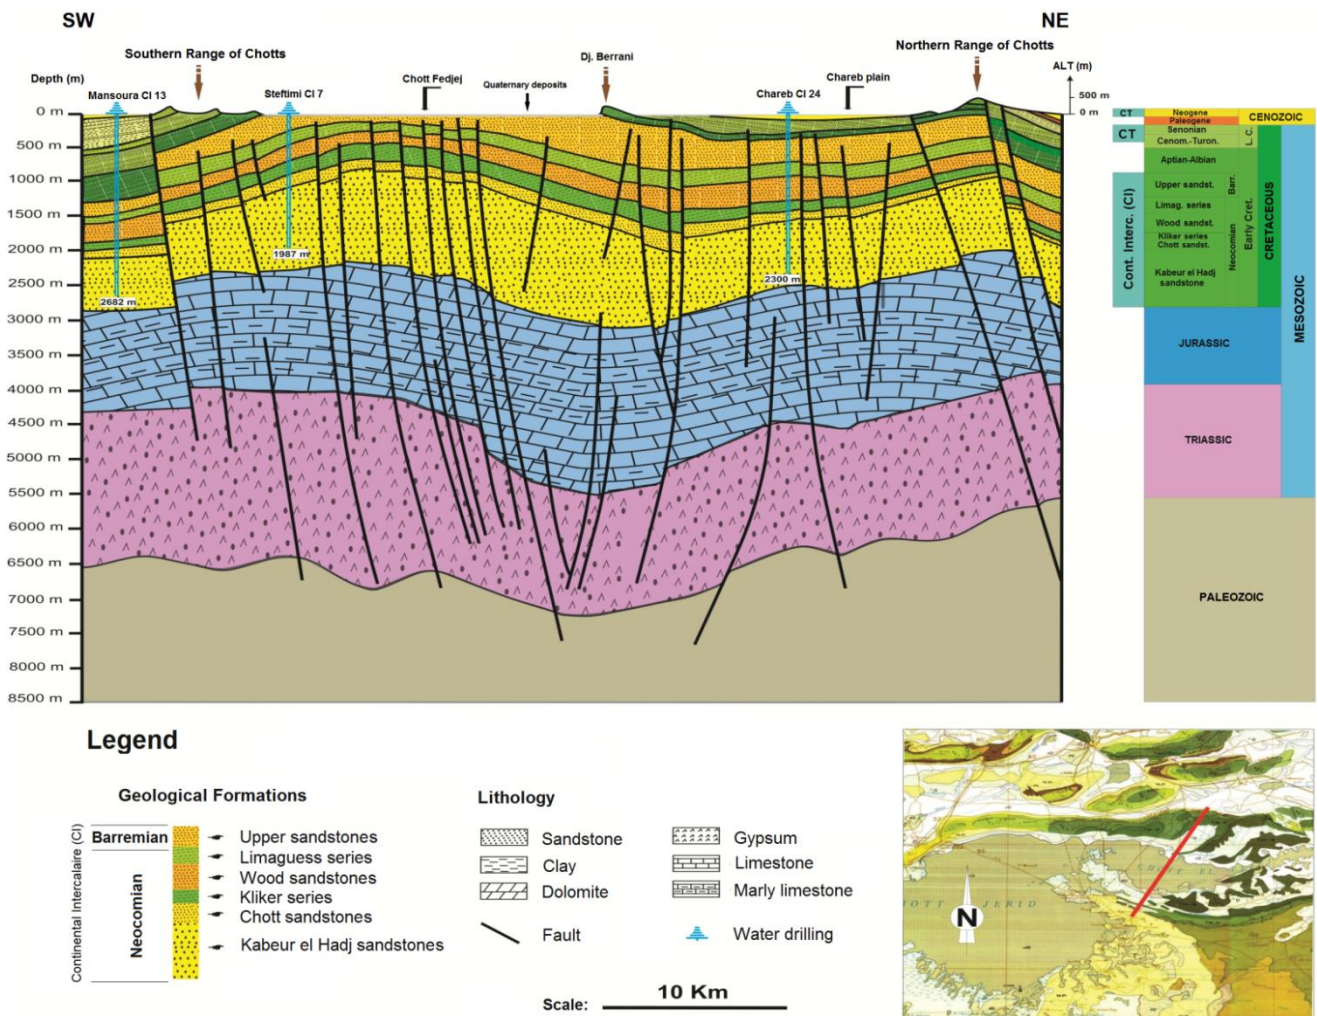 SW
NE
Southern Range of Chotts
Northern Range of Chotts
Dj. Berrani
Depth (m)
Mansoura CI 13
Steftimi CI 7
Chott Fedjej
Quaternary deposits
Chareb CI 24
Chareb plain
ALT (m)
500 m
0 m
0 m
500 m
1000 m
1500 m
2000 m
2500 m
3000 m
3500 m
4000 m
4500 m
5000 m
5500 m
6000 m
6500 m
7000 m
7500 m
8000 m
8500 m
2682 m
1987 m
2300 m
CT
Neogene
Paleogene
CENOZOIC
CT
Senonian
Cenom.-Turon.
L. C.
Aptian-Albian
Upper sandst.
Barr.
Limag. series
Wood sandst.
Kliker series
Chott sandst.
Kabeur el Hadj
sandstone
Neocomian
Early Cret.
CRETACEOUS
Cont. Interc. (CI)
MESOZOIC
JURASSIC
TRIASSIC
PALEOZOIC
Legend
Geological Formations
Continental Intercalaire (CI)
Barremian
Neocomian
Upper sandstones
Limaguess series
Wood sandstones
Kliker series
Chott sandstones
Kabeur el Hadj sandstones
Lithology
Sandstone
Clay
Dolomite
Fault
Gypsum
Limestone
Marly limestone
Water drilling
Scale:
10 Km
N
JERID